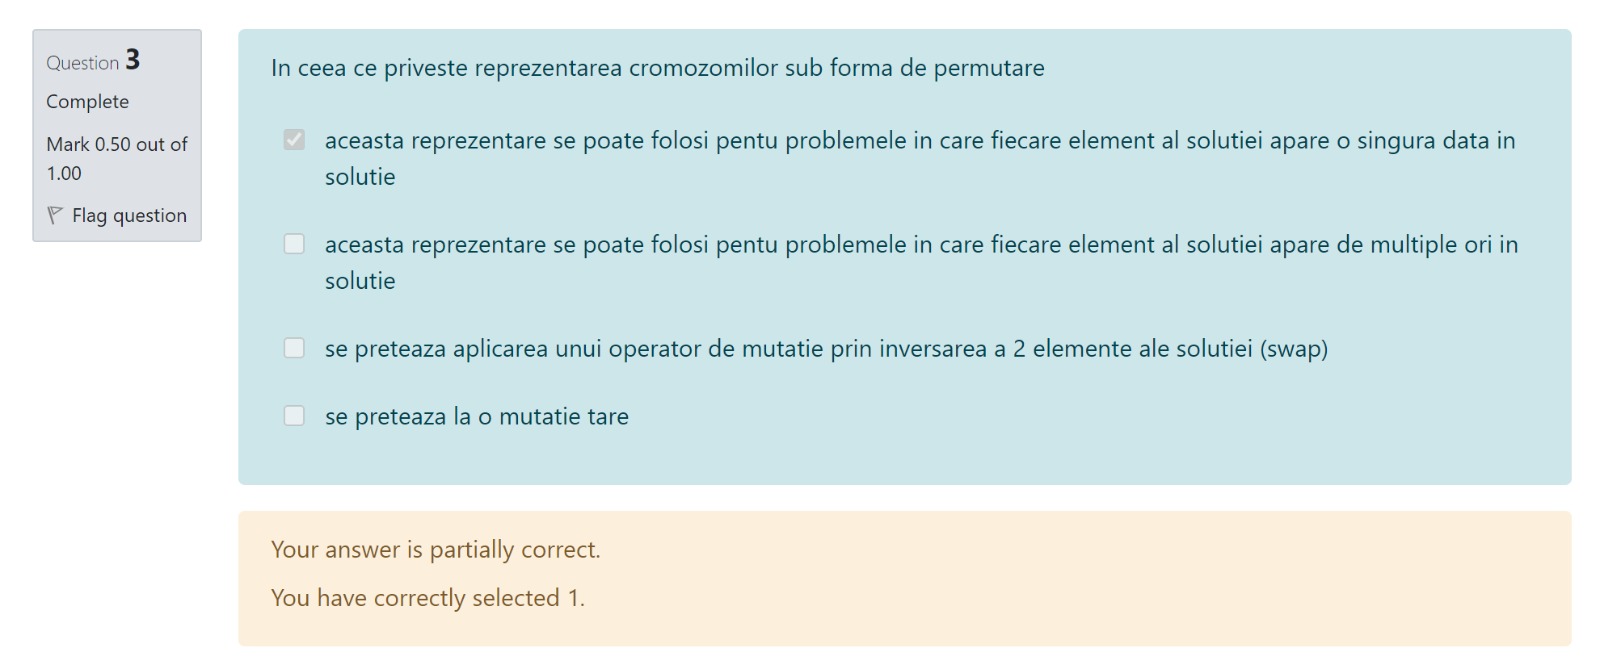 Question 3
Complete
Mark 0.50 out of
1.00
Flag question
In ceea ce priveste reprezentarea cromozomilor sub forma de permutare
aceasta reprezentare se poate folosi pentu problemele in care fiecare element al solutiei apare o singura data in
solutie
aceasta reprezentare se poate folosi pentu problemele in care fiecare element al solutiei apare de multiple ori in
solutie
se preteaza aplicarea unui operator de mutatie prin inversarea a 2 elemente ale solutiei (swap)
se preteaza la o mutatie tare
Your answer is partially correct.
You have correctly selected 1.